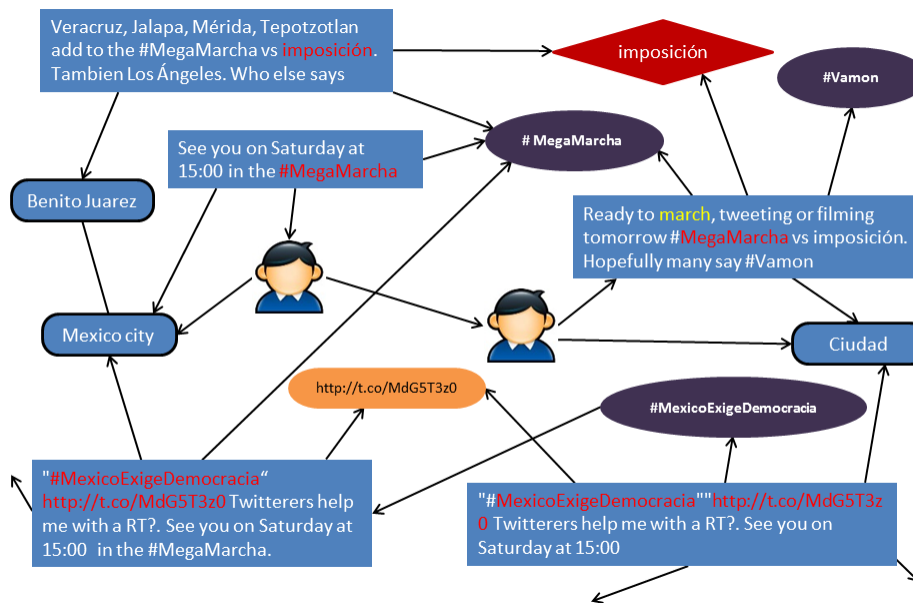 Veracruz, Jalapa, Mérida, Tepotzotlan
add to the #MegaMarcha vs imposición.
Tambien Los Ángeles. Who else says
imposición
#Vamon
# MegaMarcha
See you on Saturday at
15:00 in the #MegaMarcha
Benito Juarez
Ready to march, tweeting or filming
tomorrow #MegaMarcha vs imposición.
Hopefully many say #Vamon
Mexico city
Ciudad
http://t.co/MdG5T3z0
#MexicoExigeDemocracia
"#MexicoExigeDemocracia“
http://t.co/MdG5T3z0 Twitterers help
me with a RT?. See you on Saturday at
15:00  in the #MegaMarcha.
"#MexicoExigeDemocracia""http://t.co/MdG5T3z
0 Twitterers help me with a RT?. See you on
Saturday at 15:00